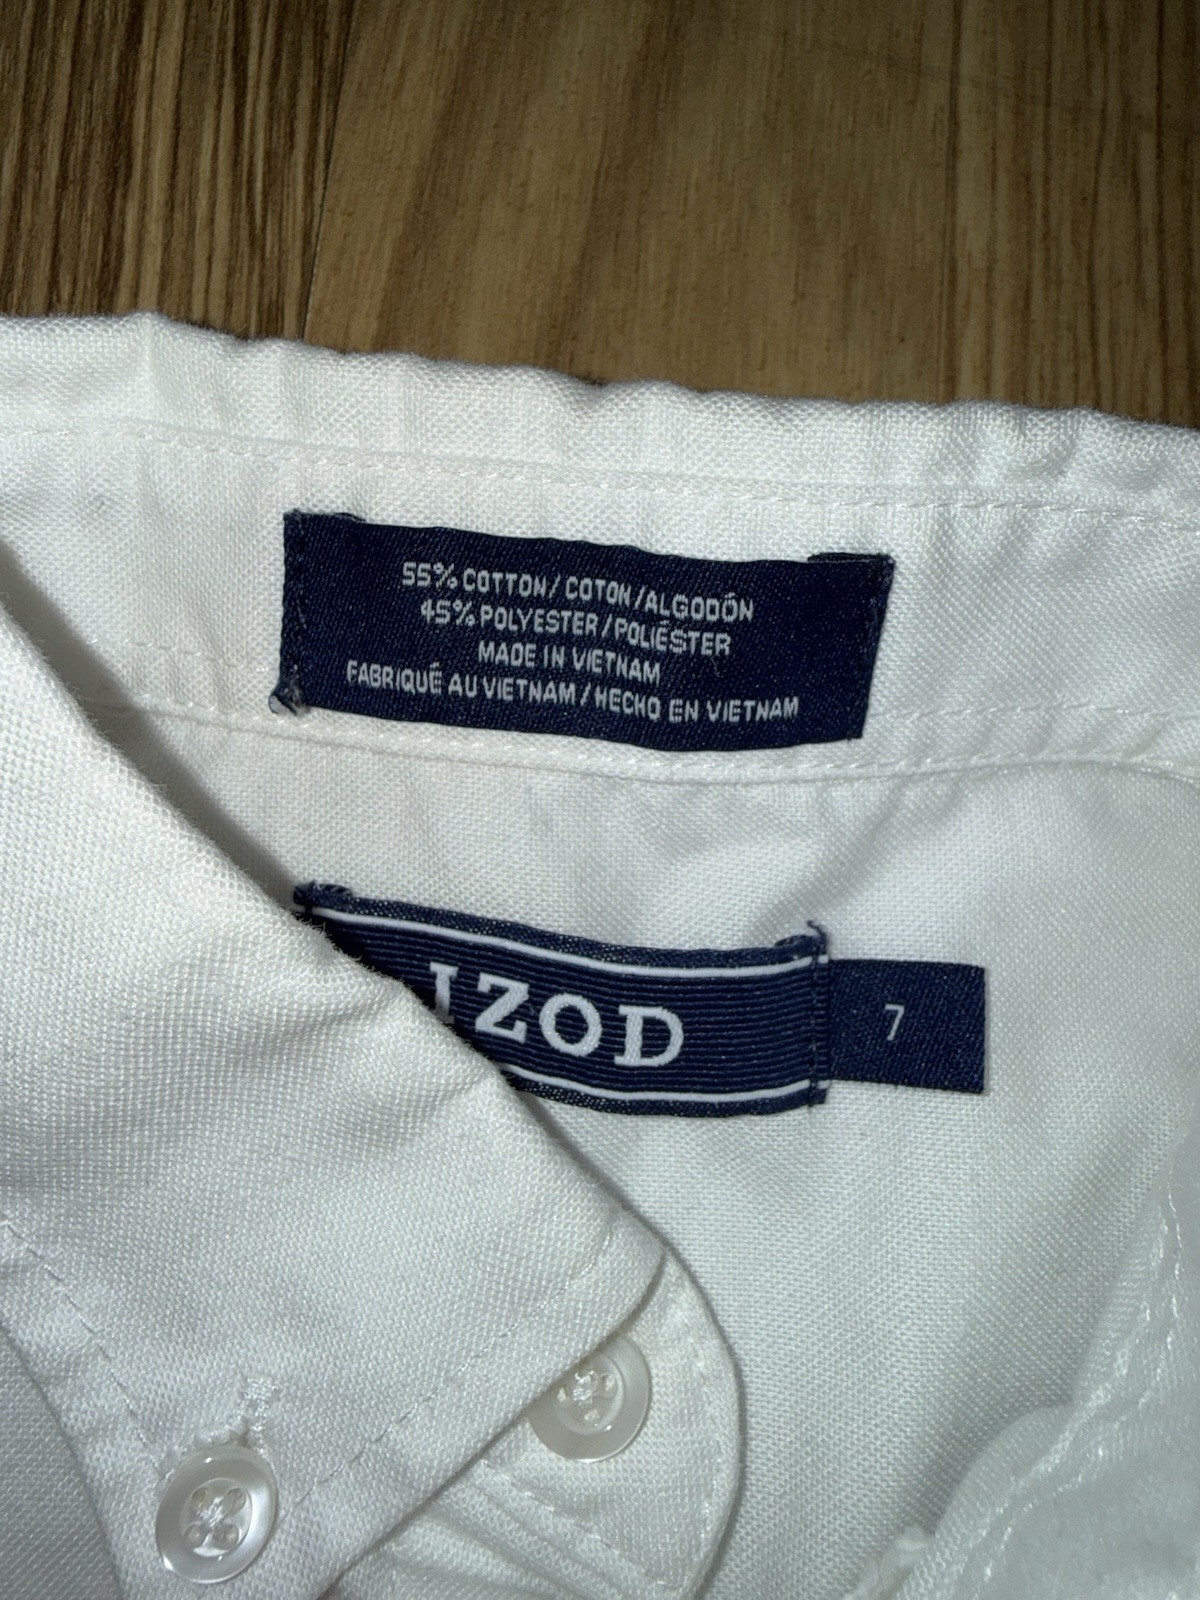 55% COTTON/COTON/ALGODÓN
45% POLYESTER/POLIÉSTER
MADE IN VIETNAM
FABRIQUÉ AU VIETNAM/HECHO EN VIETNAM
IZOD
7